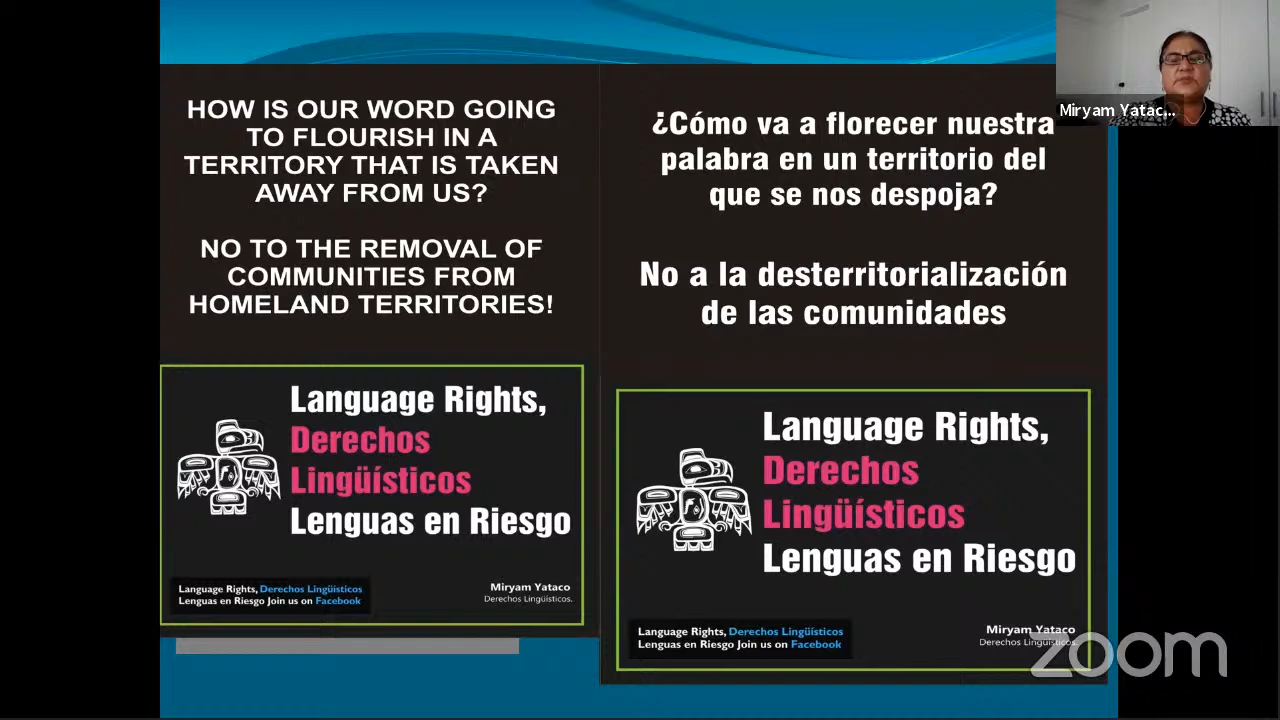 HOW IS OUR WORD GOING
TO FLOURISH IN A
TERRITORY THAT IS TAKEN
AWAY FROM US?
NO TO THE REMOVAL OF
COMMUNITIES FROM
HOMELAND TERRITORIES!
Language Rights,
Derechos
Lingüísticos
Lenguas en Riesgo
Language Rights, Derechos Lingüísticos
Lenguas en Riesgo Join us on Facebook
Miryam Yataco
Derechos Lingüísticos.
¿Cómo va a florecer nuestra
palabra en un territorio del
que se nos despoja?
No a la desterritorialización
de las comunidades
Language Rights,
Derechos
Lingüísticos
Lenguas en Riesgo
Language Rights, Derechos Lingüísticos
Lenguas en Riesgo Join us on Facebook
Miryam Yataco
Derechos Lingüísticos.
Miryam Yatac...
zoom